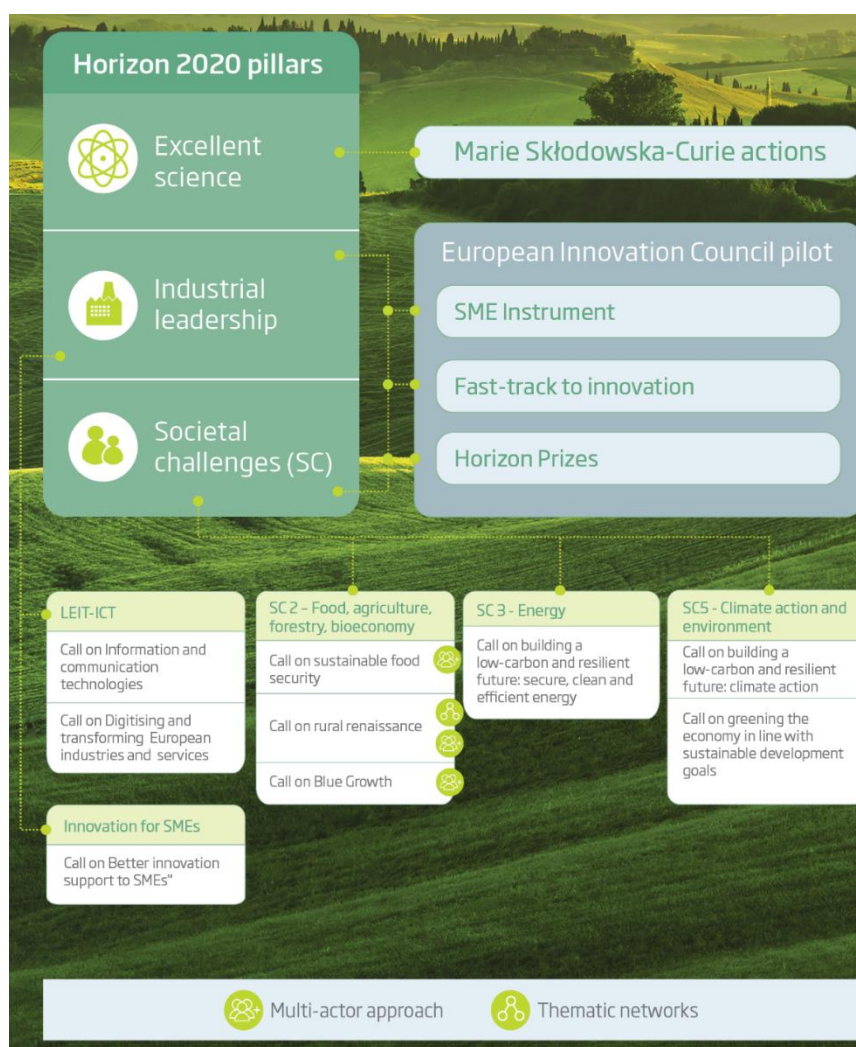 Horizon 2020 pillars
Excellent
science
Industrial
leadership
Societal
challenges (SC)
Marie Skłodowska-Curie actions
European Innovation Council pilot
SME Instrument
Fast-track to innovation
Horizon Prizes
LEIT-ICT
Call on Information and
communication
technologies
Call on Digitising and
transforming European
industries and services
Innovation for SMEs
Call on Better innovation
support to SMEs"
SC 2 – Food, agriculture,
forestry, bioeconomy
Call on sustainable food
security
Call on rural renaissance
Call on Blue Growth
SC 3 - Energy
Call on building a
low-carbon and resilient
future: secure, clean and
efficient energy
SC5 - Climate action and
environment
Call on building a
low-carbon and resilient
future: climate action
Call on greening the
economy in line with
sustainable development
goals
Multi-actor approach
Thematic networks